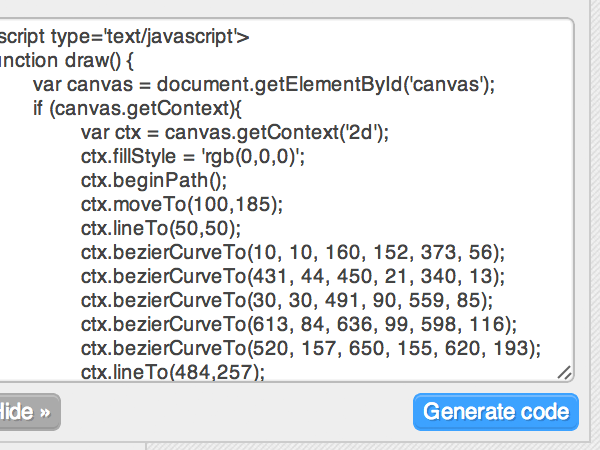 script type='text/javascript'>
unction draw() {
var canvas = document.getElementById('canvas');
if (canvas.getContext){
var ctx = canvas.getContext('2d');
ctx.fillStyle = 'rgb(0,0,0)';
ctx.beginPath();
ctx.moveTo(100,185);
ctx.lineTo(50,50);
ctx.bezierCurveTo(10, 10, 160, 152, 373, 56);
ctx.bezierCurveTo(431, 44, 450, 21, 340, 13);
ctx.bezierCurveTo(30, 30, 491, 90, 559, 85);
ctx.bezierCurveTo(613, 84, 636, 99, 598, 116);
ctx.bezierCurveTo(520, 157, 650, 155, 620, 193);
ctx.lineTo(484,257);
Hide »
Generate code